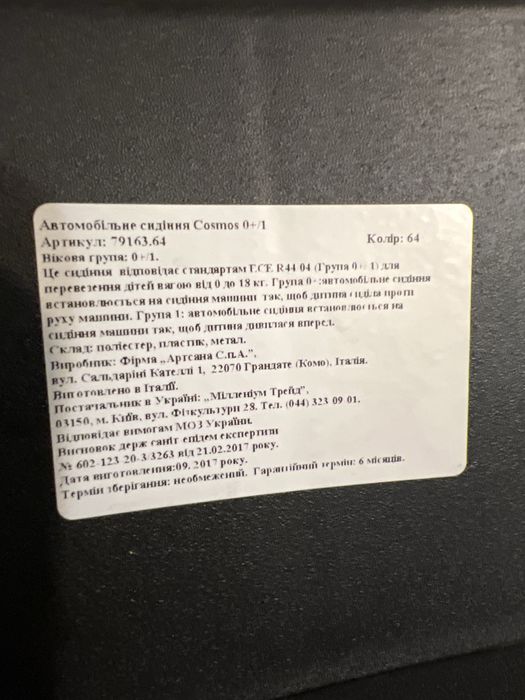 Автомобільне сидіння Cosmos 0+/1
Артикул: 79163.64 Колір: 64
Вікова група: 0+/1.
Це сидіння відповідає стандартам ECE R44 04 (Група 0+ 1) для
перевезення дітей вагою від 0 до 18 кг. Група 0+:автомобільне сидіння
встановлюється на сидіння машини так, щоб дитина сиділа проти
руху машини. Група 1: автомобільне сидіння встановлюється на
сидіння машини так, щоб дитина дивилася вперед.
Склад: поліестер, пластик, метал.
Виробник: Фірма „Артсана С.п.А.”,
вул. Сальдаріні Кателлі 1, 22070 Грандате (Комо), Італія.
Виготовлено в Італії.
Постачальник в Україні: „Мілленіум Трейд”,
03150, м. Київ, вул. Фізкультури 28. Тел. (044) 323 09 01.
Відповідає вимогам МОЗ України.
Висновок держ саніт епідем експертизи
№ 602-123-20-3/3263 від 21.02.2017 року.
Дата виготовлення:09. 2017 року.
Термін зберігання: необмежений. Гарантійний термін: 6 місяців.